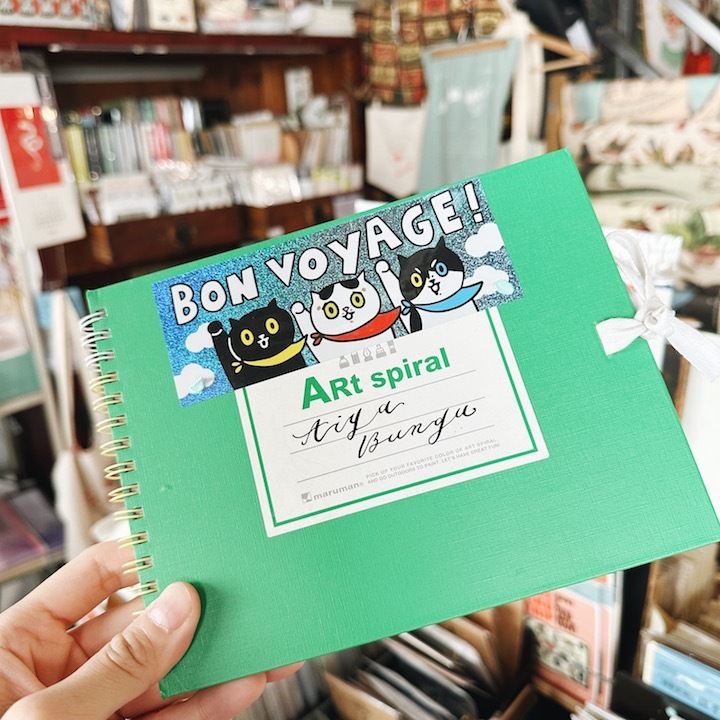 BON VOYAGE!
ARt spiral
Aiya
Bungu
PICK UP YOUR FAVORITE COLOR OF ART SPIRAL,
AND GO OUTDOORS TO PAINT. LET'S HAVE GREAT FUN!
maruman®